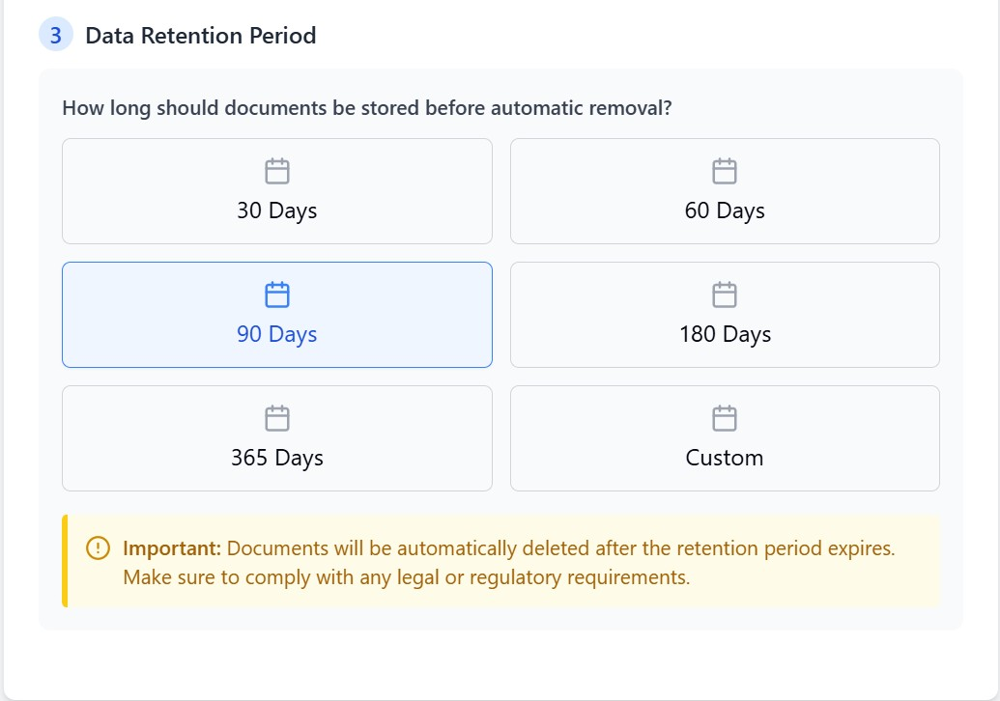 3 Data Retention Period
How long should documents be stored before automatic removal?
30 Days
60 Days
90 Days
180 Days
365 Days
Custom
Important: Documents will be automatically deleted after the retention period expires.
Make sure to comply with any legal or regulatory requirements.